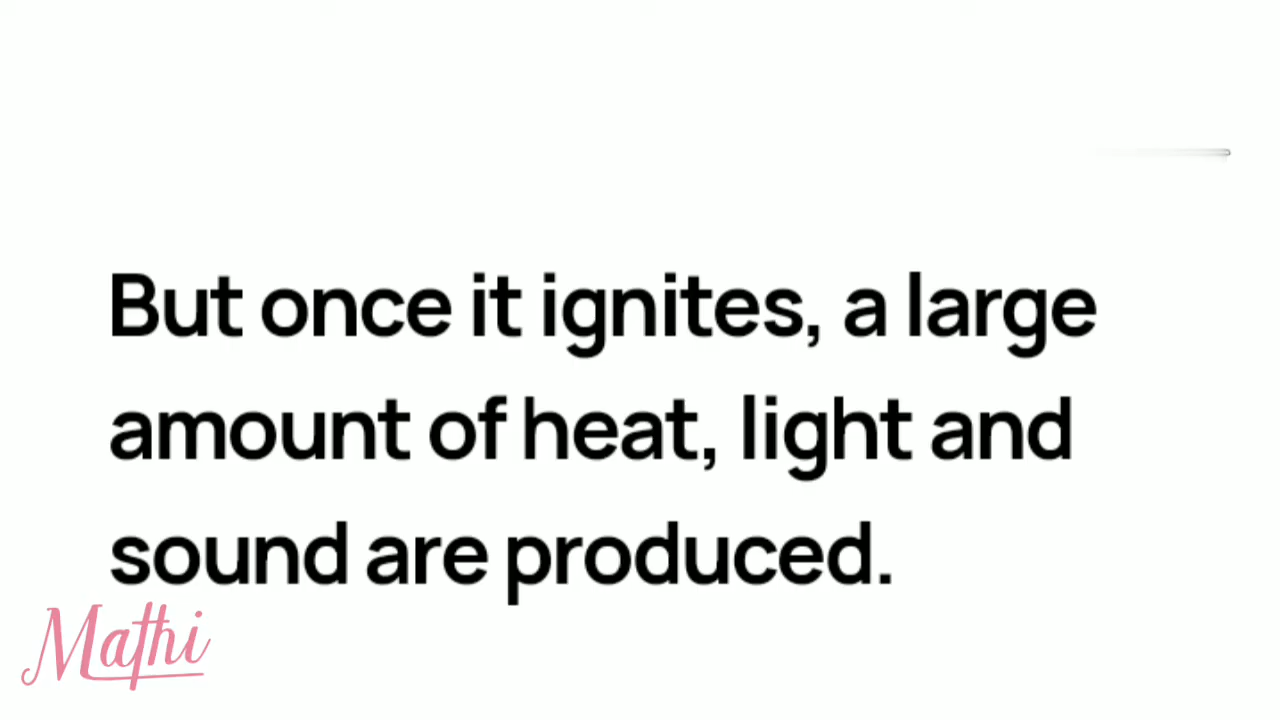 But once it ignites, a large
amount of heat, light and
sound are produced.
Mathi